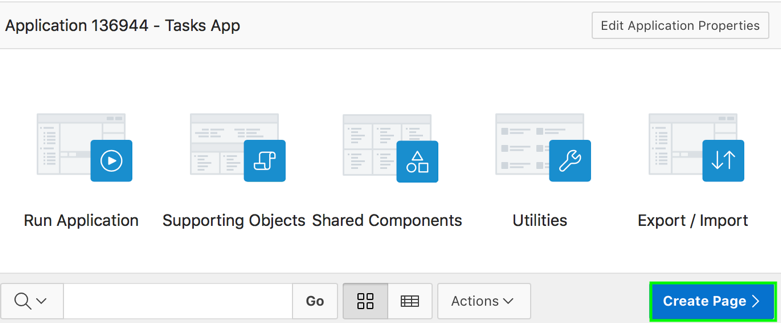 Application 136944 - Tasks App
Edit Application Properties
Run Application
Supporting Objects
Shared Components
Utilities
Export / Import
Go
Actions
Create Page